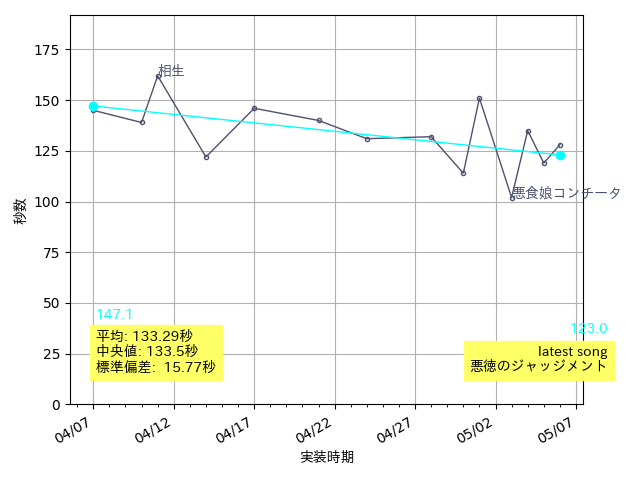 175
150
125
100
75
50
25
0
秒数
相生
悪食娘コンチータ
147.1
平均: 133.29秒
中央値: 133.5秒
標準偏差: 15.77秒
123.0
latest song
悪徳のジャッジメント
04/07
04/12
04/17
04/22
04/27
05/02
05/07
実装時期